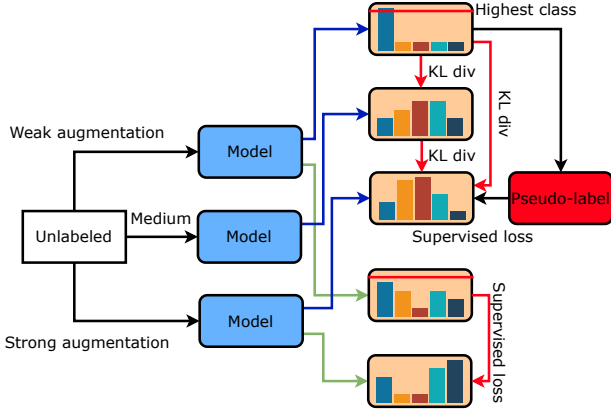 Highest class
KL div
KL div
Weak augmentation
Model
KL div
Pseudo-label
Medium
Unlabeled
Model
Supervised loss
Model
Strong augmentation
Supervised loss